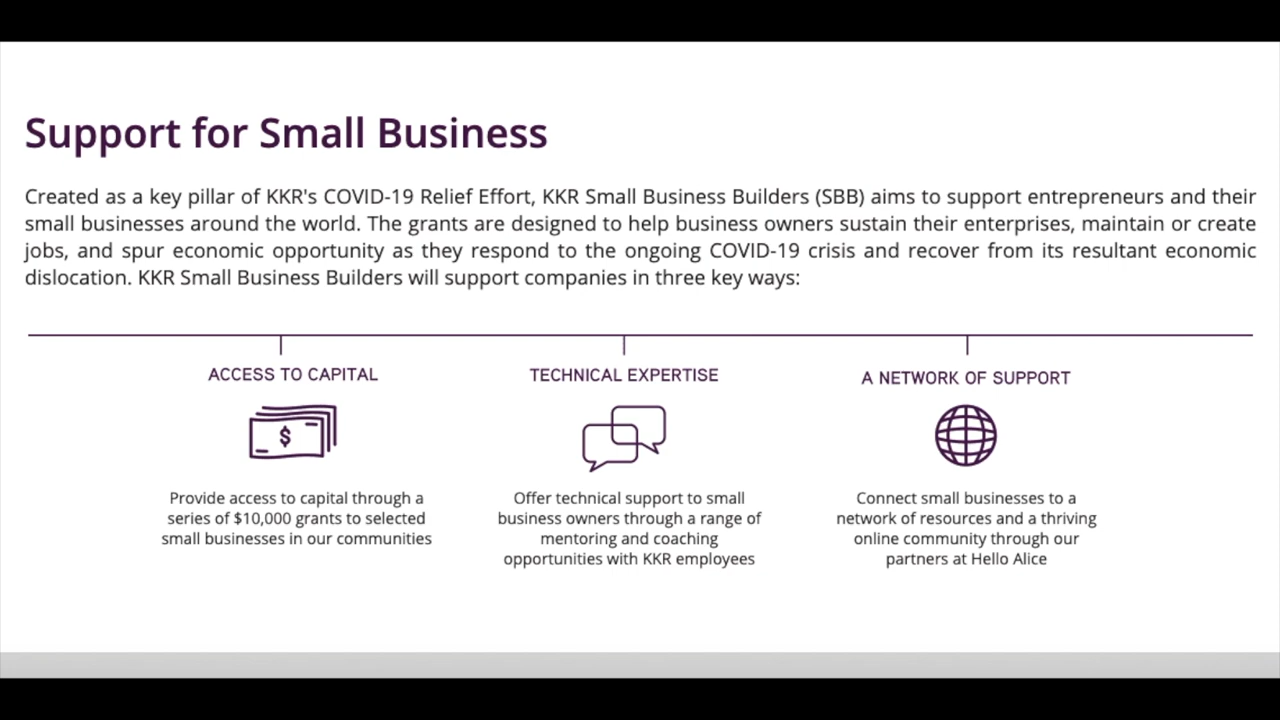 Support for Small Business
Created as a key pillar of KKR's COVID-19 Relief Effort, KKR Small Business Builders (SBB) aims to support entrepreneurs and their
small businesses around the world. The grants are designed to help business owners sustain their enterprises, maintain or create
jobs, and spur economic opportunity as they respond to the ongoing COVID-19 crisis and recover from its resultant economic
dislocation. KKR Small Business Builders will support companies in three key ways:
ACCESS TO CAPITAL
$
Provide access to capital through a
series of $10,000 grants to selected
small businesses in our communities
TECHNICAL EXPERTISE
Offer technical support to small
business owners through a range of
mentoring and coaching
opportunities with KKR employees
A NETWORK OF SUPPORT
Connect small businesses to a
network of resources and a thriving
online community through our
partners at Hello Alice